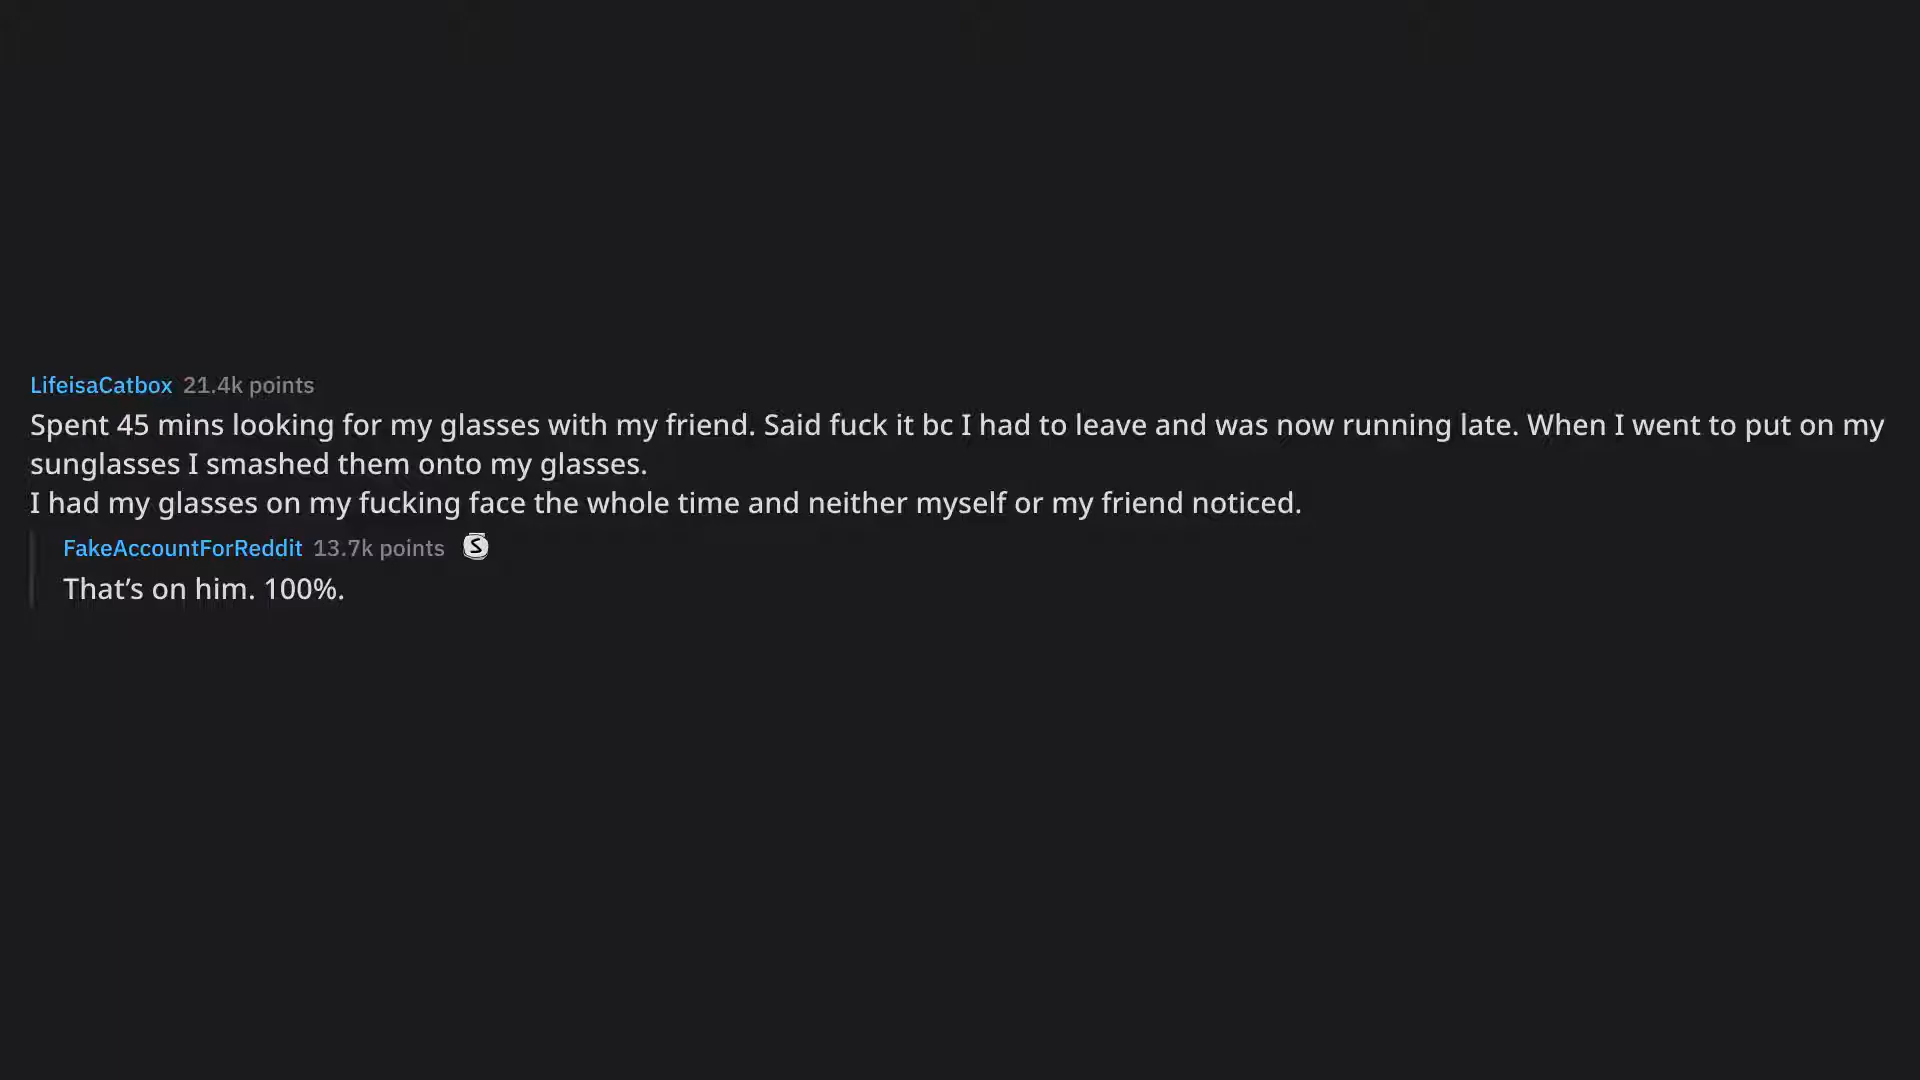 LifeisaCatbox 21.4k points
Spent 45 mins looking for my glasses with my friend. Said fuck it bc I had to leave and was now running late. When I went to put on my
sunglasses I smashed them onto my glasses.
I had my glasses on my fucking face the whole time and neither myself or my friend noticed.
FakeAccountForReddit 13.7k points S
That’s on him. 100%.